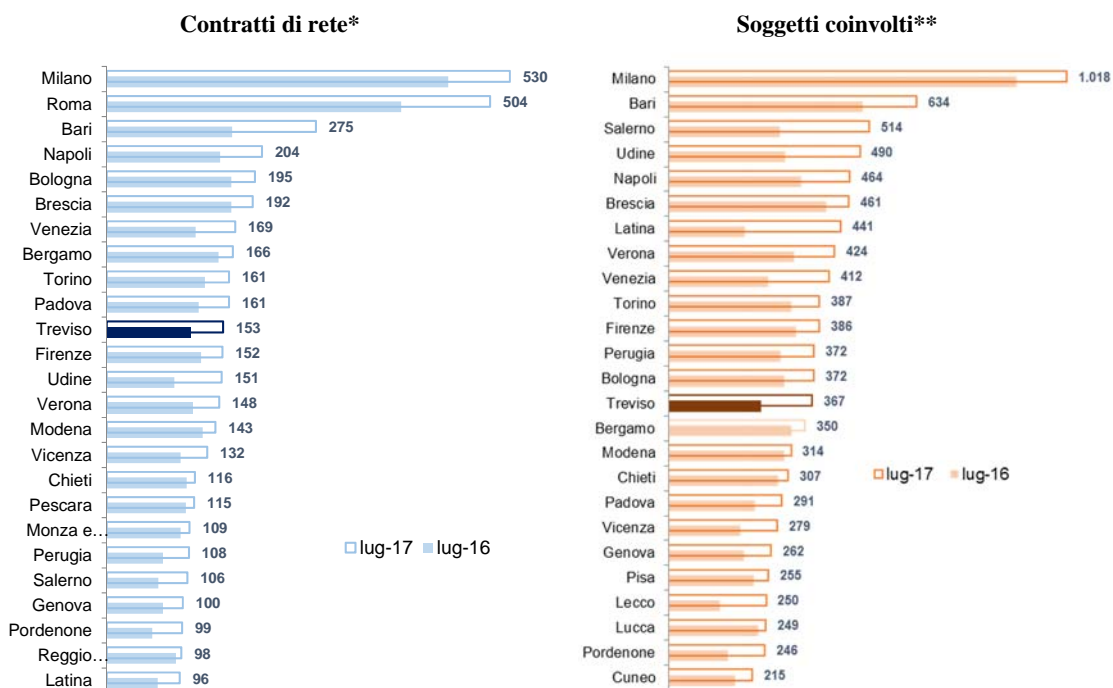 Contratti di rete*
Milano 530
Roma 504
Bari 275
Napoli 204
Bologna 195
Brescia 192
Venezia 169
Bergamo 166
Torino 161
Padova 161
Treviso 153
Firenze 152
Udine 151
Verona 148
Modena 143
Vicenza 132
Chieti 116
Pescara 115
Monza e... 109
Perugia 108
Salerno 106
Genova 100
Pordenone 99
Reggio... 98
Latina 96
lug-17 lug-16
Soggetti coinvolti**
Milano 1.018
Bari 634
Salerno 514
Udine 490
Napoli 464
Brescia 461
Latina 441
Verona 424
Venezia 412
Torino 387
Firenze 386
Perugia 372
Bologna 372
Treviso 367
Bergamo 350
Modena 314
Chieti 307
Padova 291
Vicenza 279
Genova 262
Pisa 255
Lecco 250
Lucca 249
Pordenone 246
Cuneo 215
lug-17 lug-16